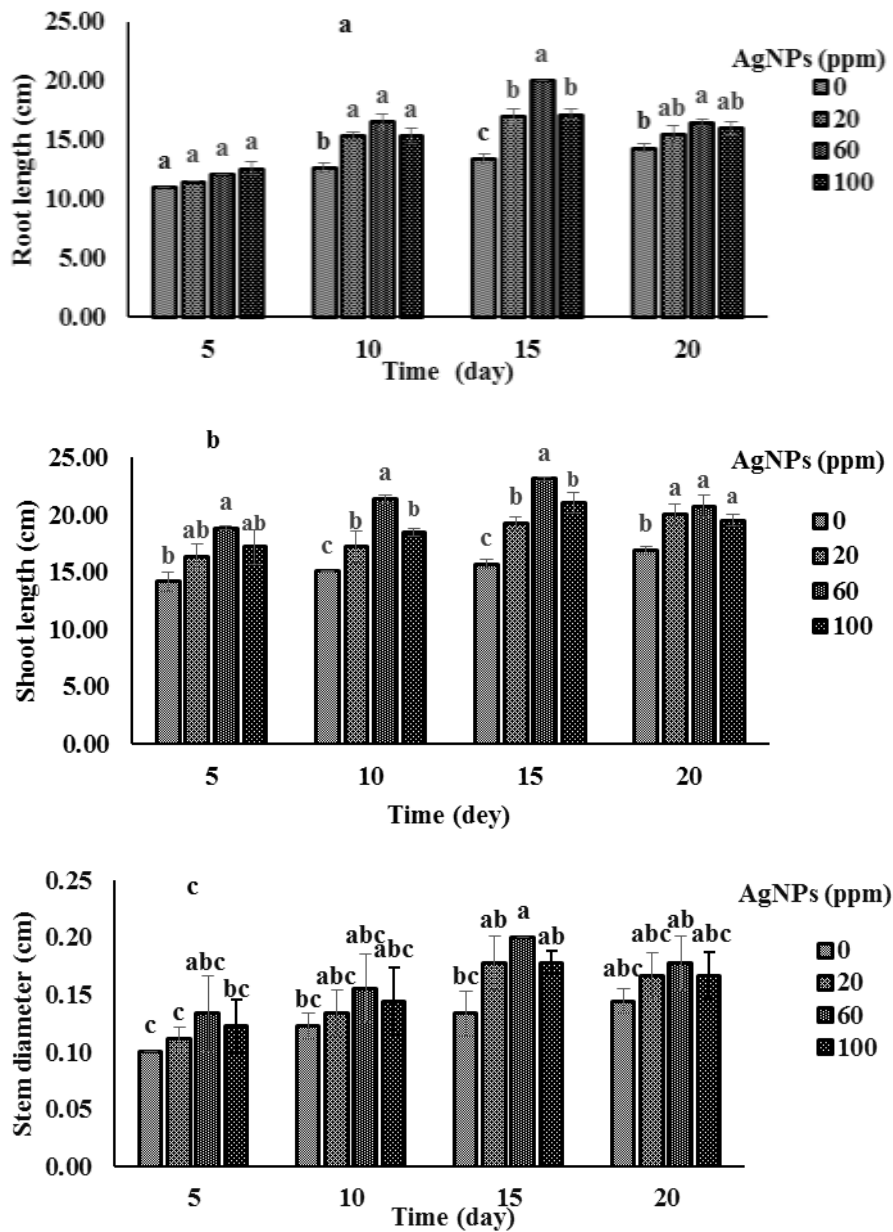 a
25.00
20.00
15.00
10.00
5.00
0.00
Root length (cm)
a a a a
b a a a
c b a b
b ab a ab
5 10 15 20
Time (day)
AgNPs (ppm)
0
20
60
100
b
25.00
20.00
15.00
10.00
5.00
0.00
Shoot length (cm)
b ab a ab
c b a b
c b a b
b a a a
5 10 15 20
Time (dey)
AgNPs (ppm)
0
20
60
100
c
0.25
0.20
0.15
0.10
0.05
0.00
Stem diameter (cm)
c c abc bc
bc abc abc abc
bc ab a ab
abc abc ab abc
5 10 15 20
Time (day)
AgNPs (ppm)
0
20
60
100